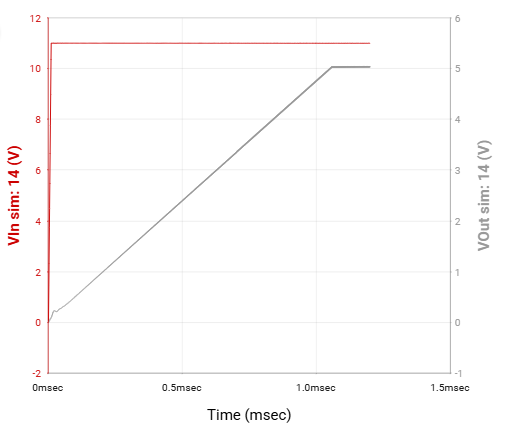 12
10
8
6
4
2
0
-2
VIn sim: 14 (V)
6
5
4
3
2
1
0
-1
VOut sim: 14 (V)
0msec
0.5msec
1.0msec
1.5msec
Time (msec)